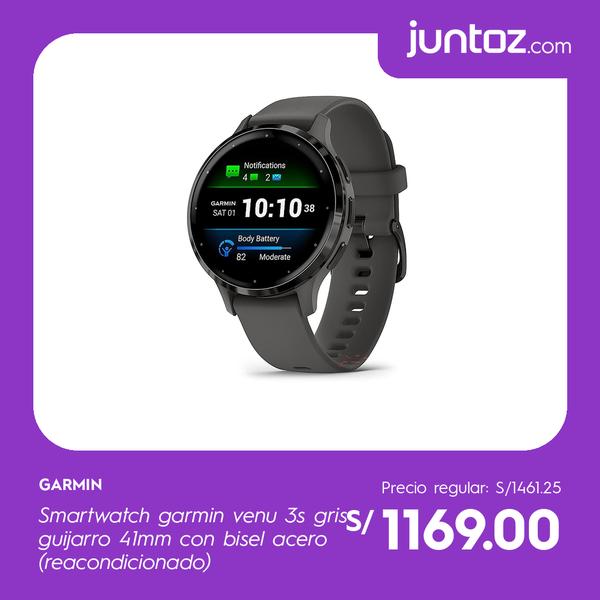 juntoz.com
Notifications
4 2
GARMIN
SAT 01 10:10 38
Body Battery
82 Moderate
GARMIN
Smartwatch garmin venu 3s gris
guijarro 41mm con bisel acero
(reacondicionado)
Precio regular: S/1461.25
S/ 1169.00